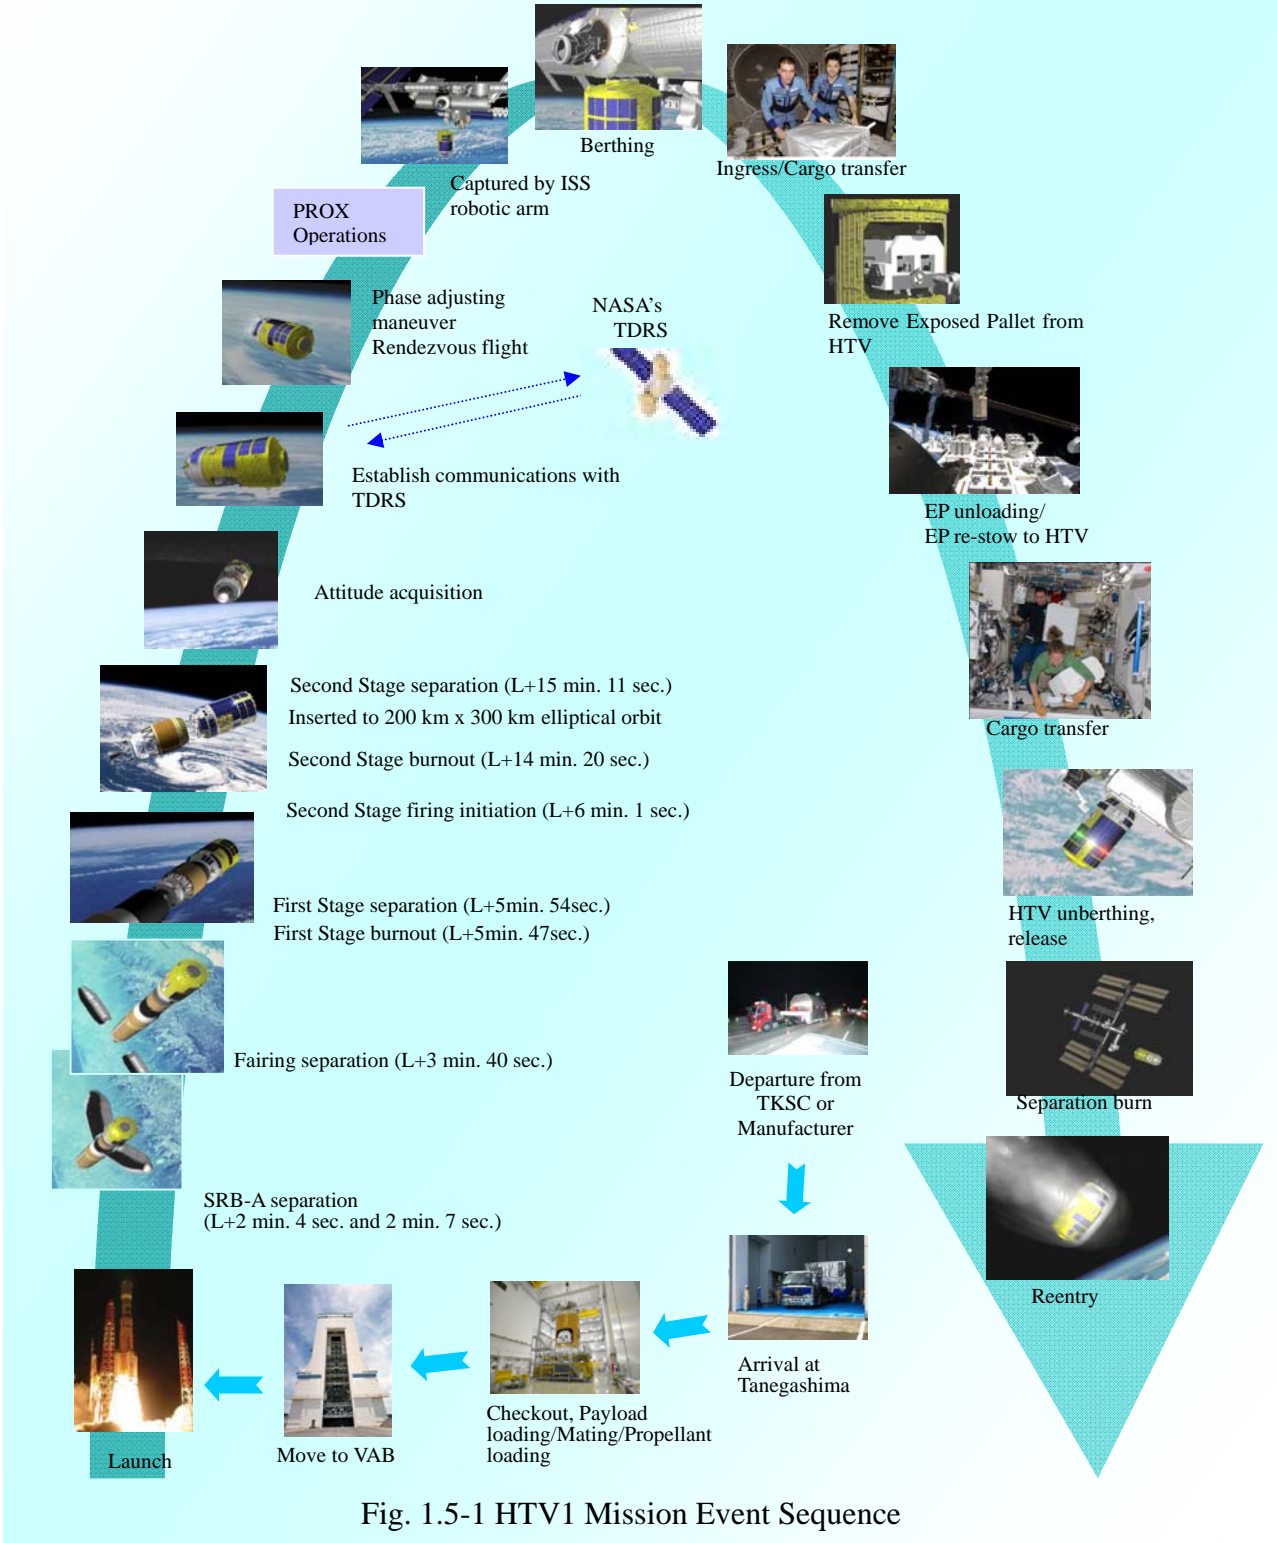 Berthing
Ingress/Cargo transfer
Captured by ISS
robotic arm
PROX
Operations
Phase adjusting
maneuver
Rendezvous flight
NASA's
TDRS
Remove Exposed Pallet from
HTV
Establish communications with
TDRS
EP unloading/
EP re-stow to HTV
Attitude acquisition
Second Stage separation (L+15 min. 11 sec.)
Inserted to 200 km x 300 km elliptical orbit
Cargo transfer
Second Stage burnout (L+14 min. 20 sec.)
Second Stage firing initiation (L+6 min. 1 sec.)
First Stage separation (L+5min. 54sec.)
First Stage burnout (L+5min. 47sec.)
HTV unberthing,
release
Fairing separation (L+3 min. 40 sec.)
Departure from
TKSC or
Manufacturer
Separation burn
SRB-A separation
(L+2 min. 4 sec. and 2 min. 7 sec.)
Reentry
Arrival at
Tanegashima
Checkout, Payload
loading/Mating/Propellant
loading
Move to VAB
Launch
Fig. 1.5-1 HTV1 Mission Event Sequence